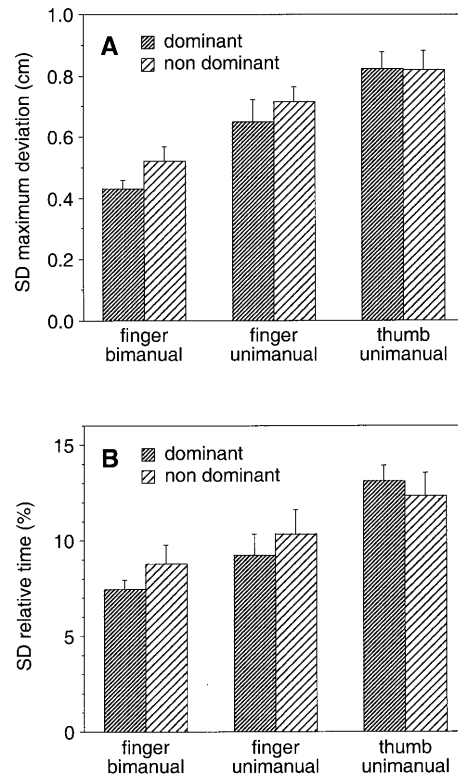 A
dominant
non dominant
SD maximum deviation (cm)
1.0
0.8
0.6
0.4
0.2
0.0
finger bimanual
finger unimanual
thumb unimanual
B
dominant
non dominant
SD relative time (%)
15
10
5
0
finger bimanual
finger unimanual
thumb unimanual